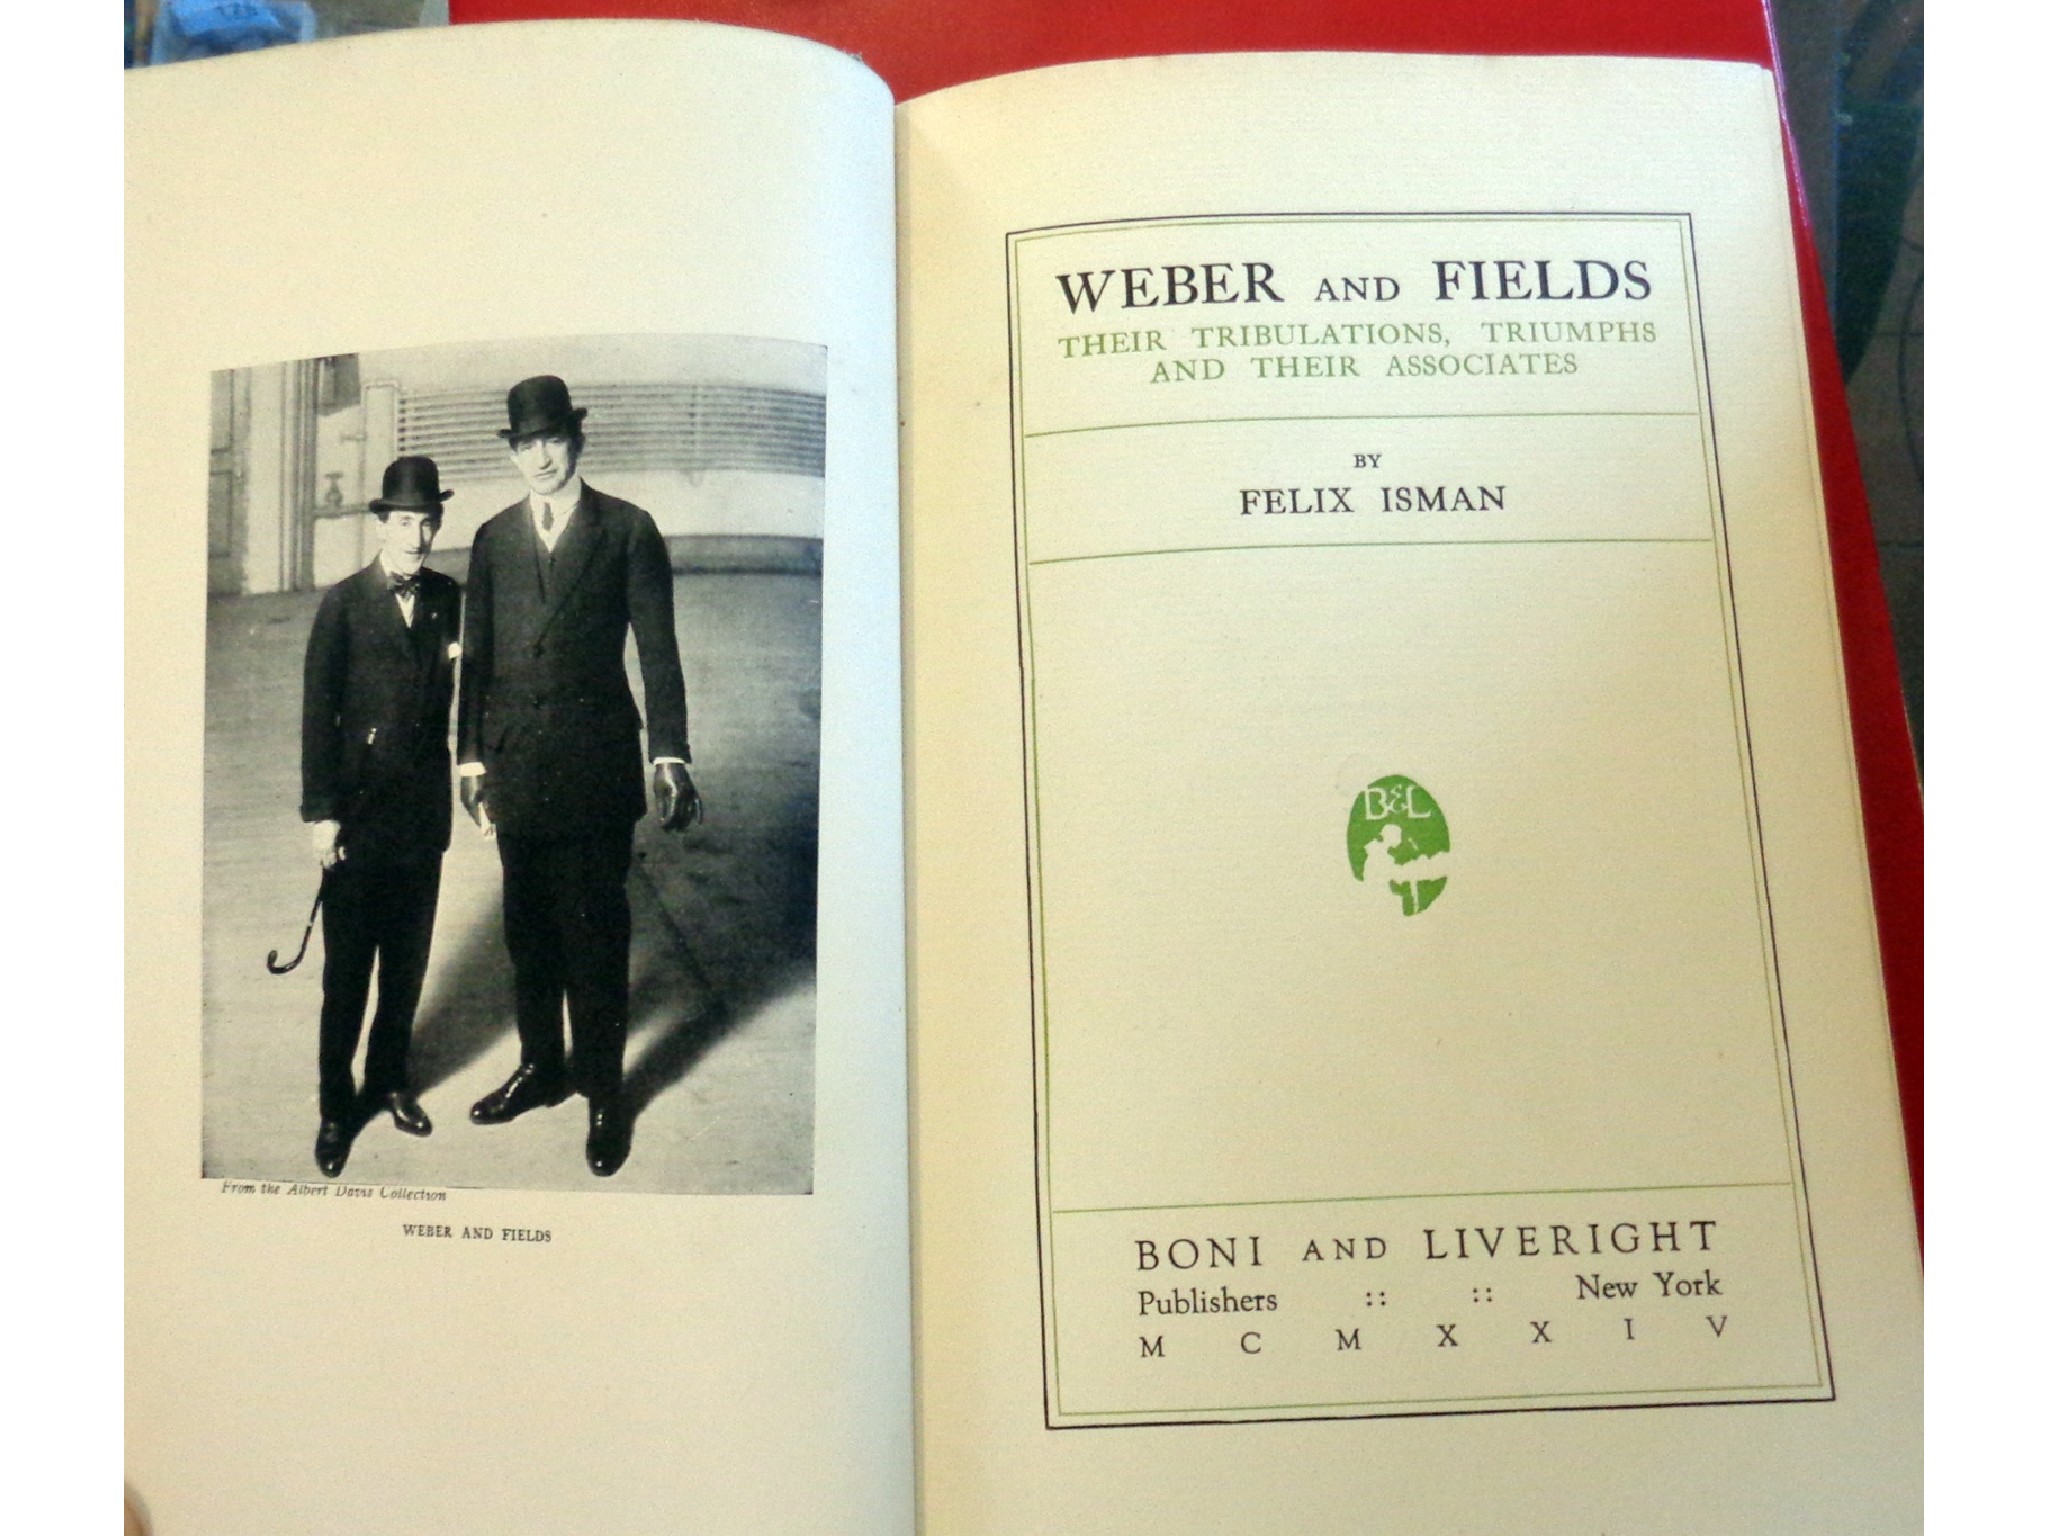 From the Albert Davis Collection
WEBER AND FIELDS
WEBER AND FIELDS
THEIR TRIBULATIONS, TRIUMPHS
AND THEIR ASSOCIATES
BY
FELIX ISMAN
B&L
BONI AND LIVERIGHT
Publishers :: :: New York
M C M X X I V